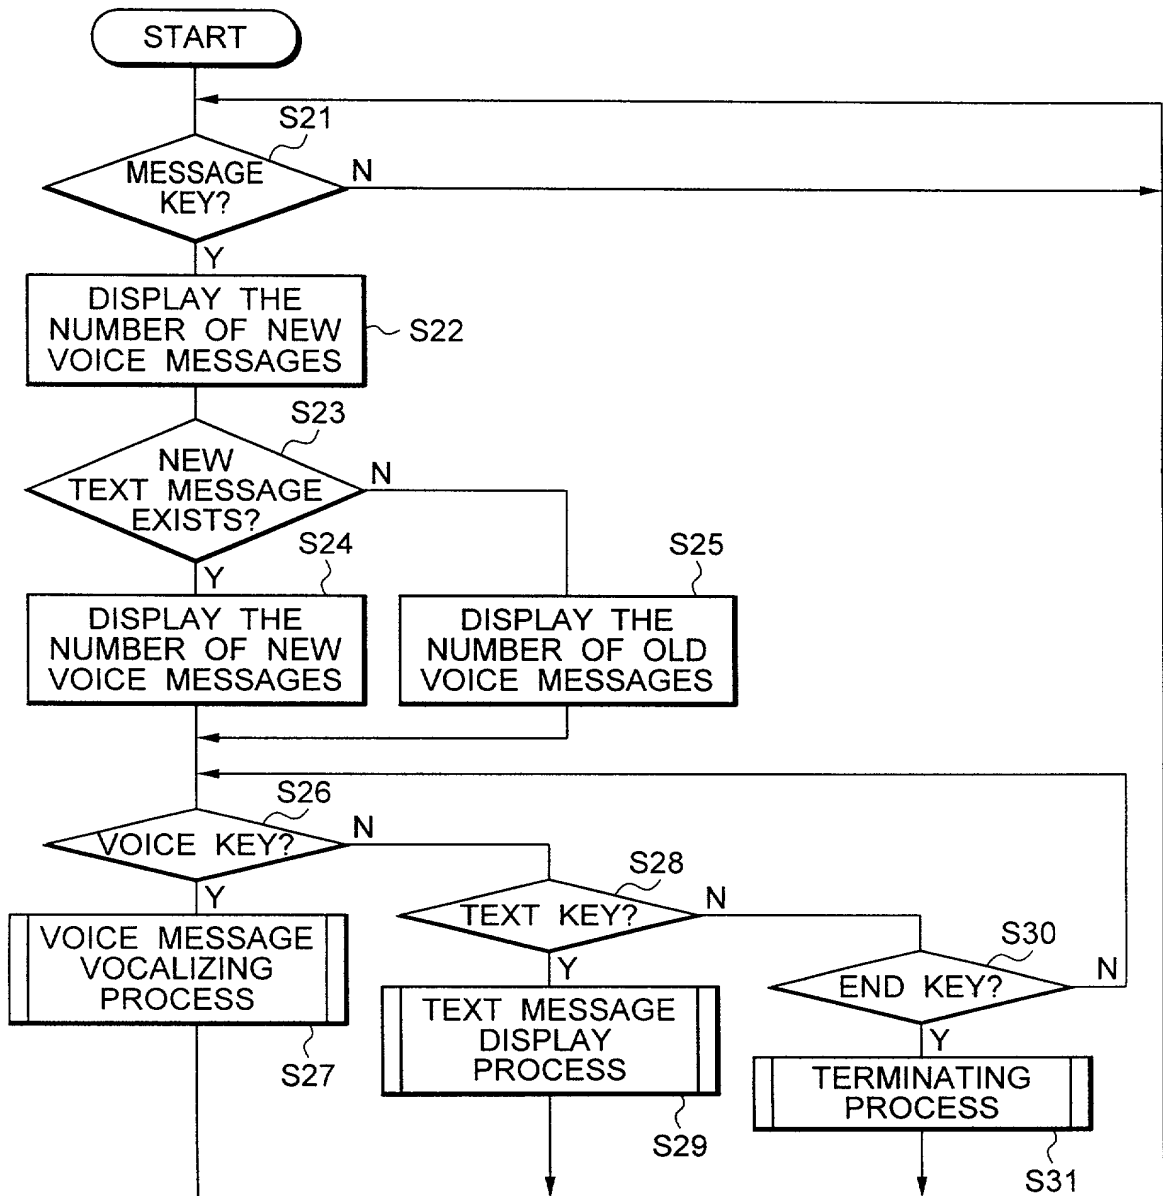 START
S21
MESSAGE
KEY?
N
Y
DISPLAY THE
NUMBER OF NEW
VOICE MESSAGES
S22
S23
NEW
TEXT MESSAGE
EXISTS?
N
Y
S24
DISPLAY THE
NUMBER OF NEW
VOICE MESSAGES
S25
DISPLAY THE
NUMBER OF OLD
VOICE MESSAGES
S26
VOICE KEY?
N
Y
VOICE MESSAGE
VOCALIZING
PROCESS
S27
S28
TEXT KEY?
N
Y
TEXT MESSAGE
DISPLAY
PROCESS
S29
S30
END KEY?
N
Y
TERMINATING
PROCESS
S31